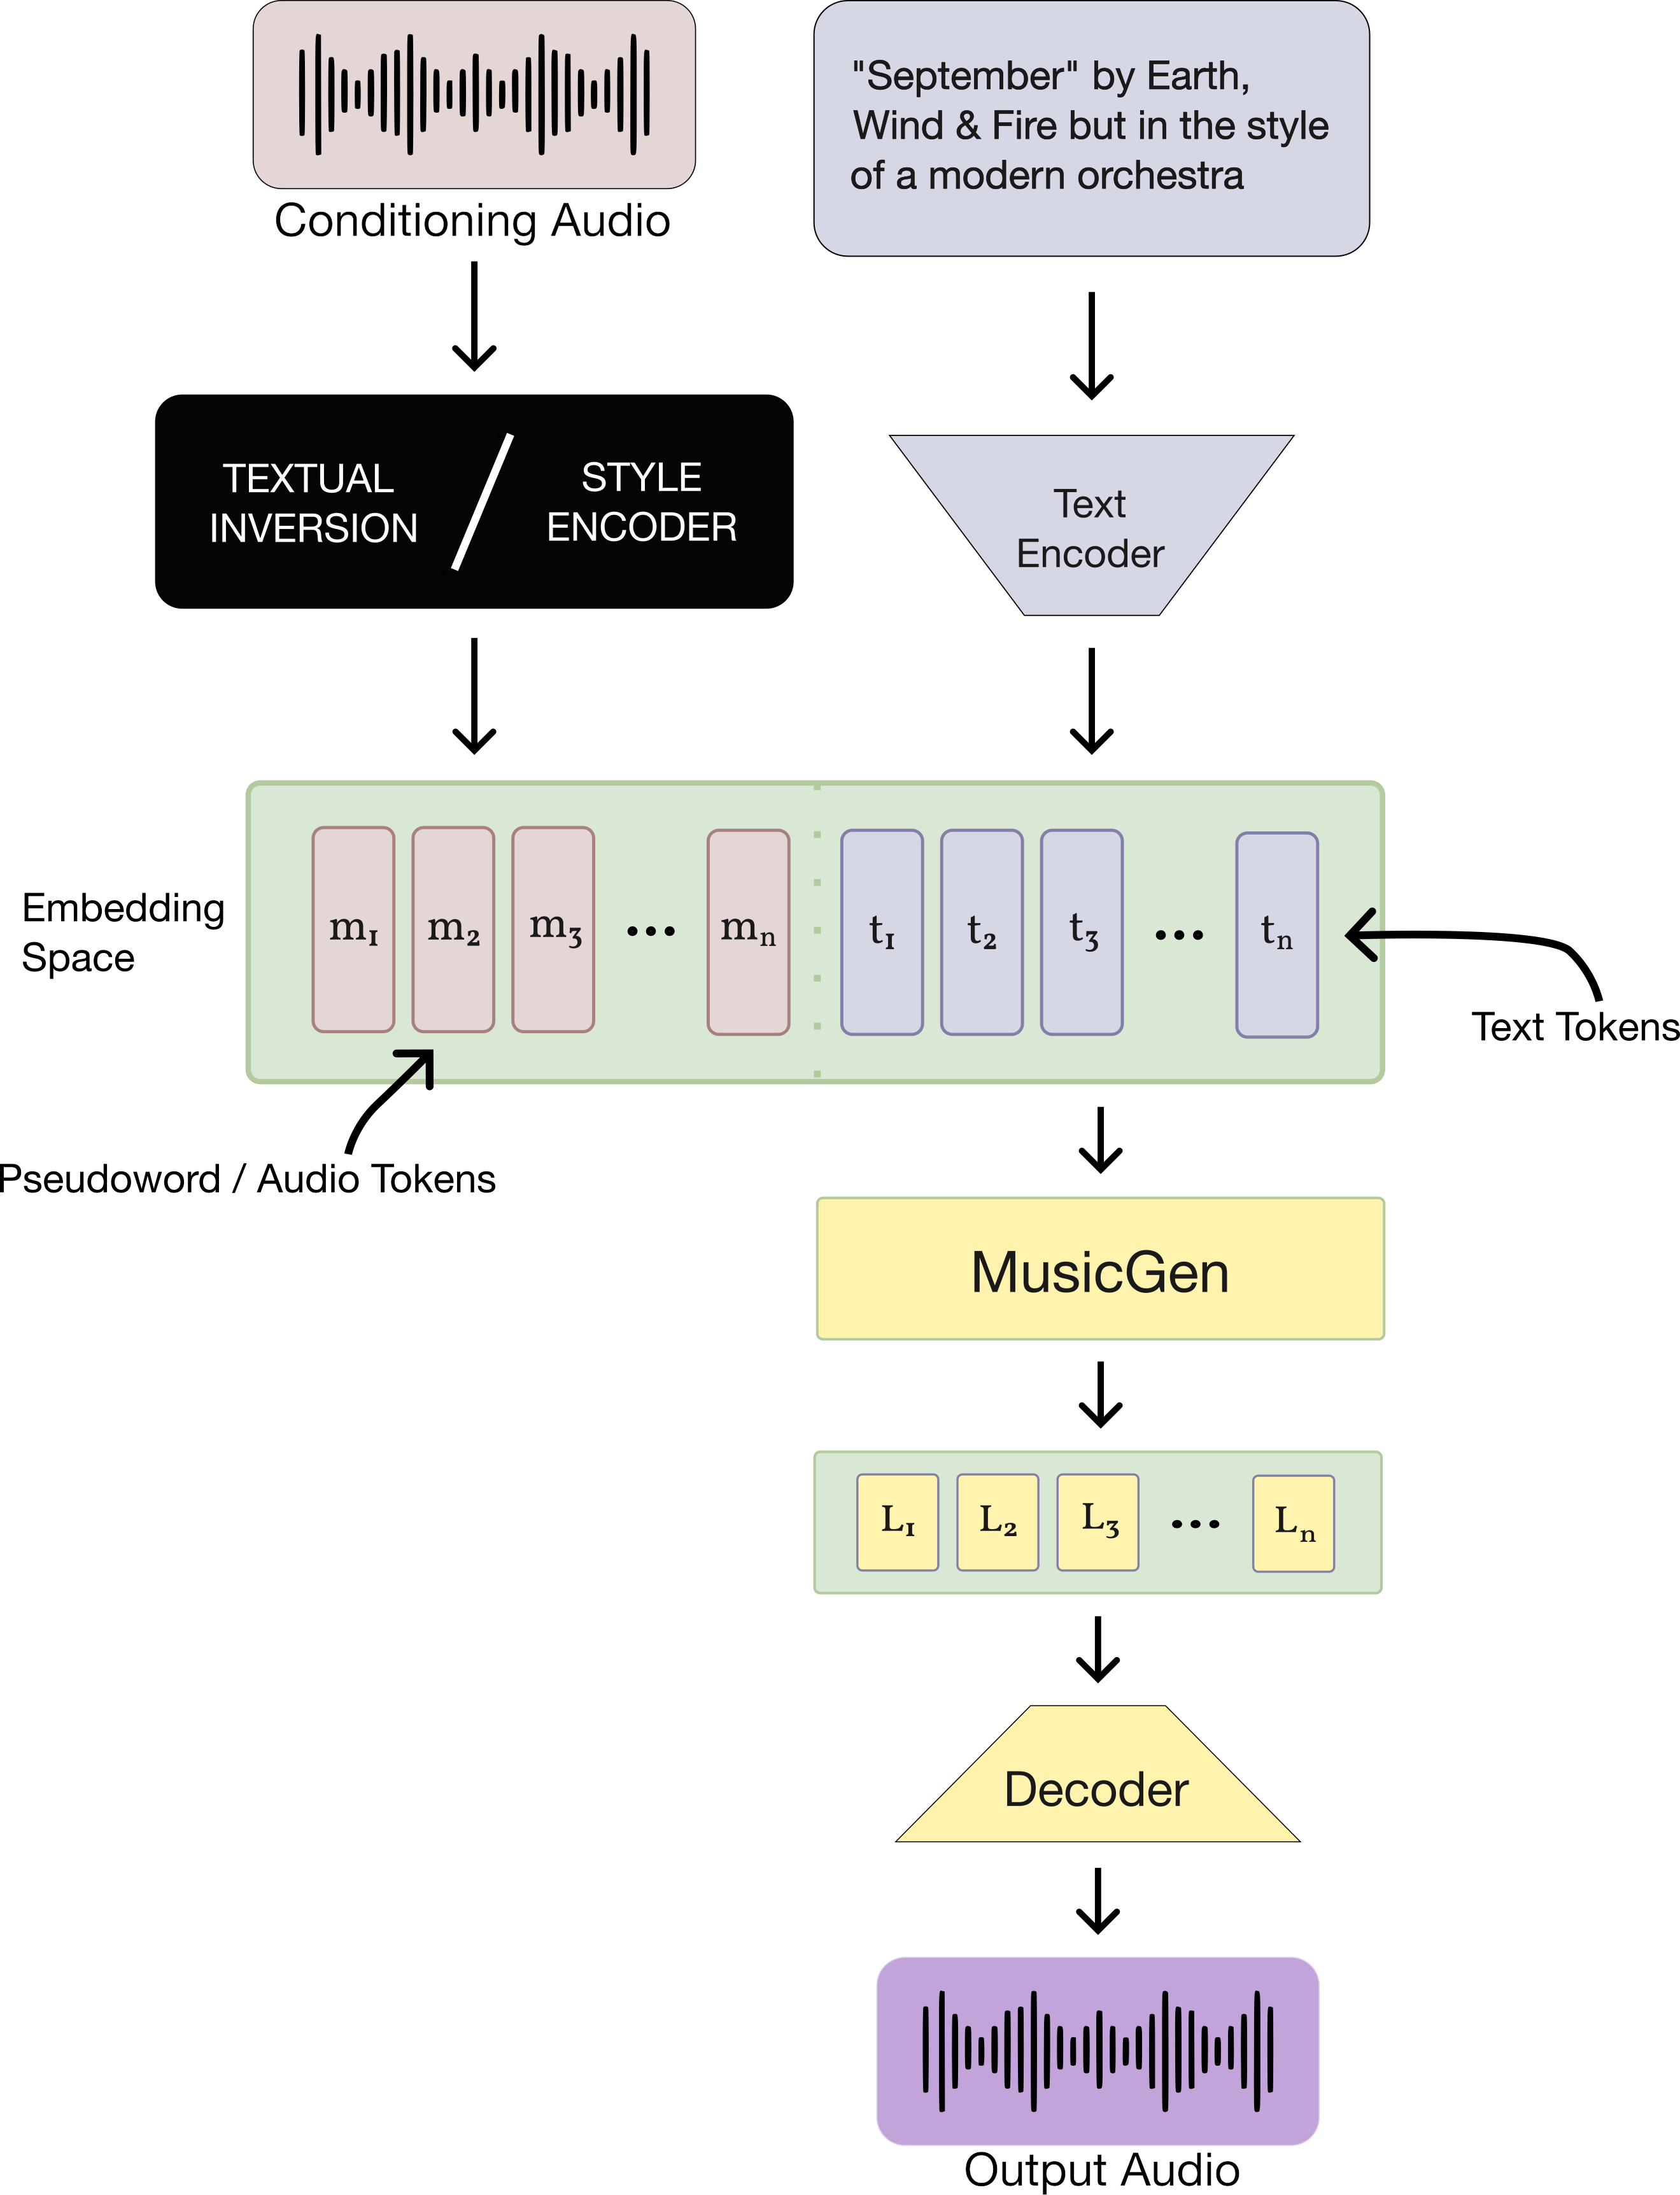 Conditioning Audio
"September" by Earth,
Wind & Fire but in the style
of a modern orchestra
TEXTUAL
INVERSION
/
STYLE
ENCODER
Text
Encoder
Embedding
Space
m1 m2 m3 ... mn t1 t2 t3 ... tn
Text Tokens
Pseudoword / Audio Tokens
MusicGen
L1 L2 L3 ... Ln
Decoder
Output Audio